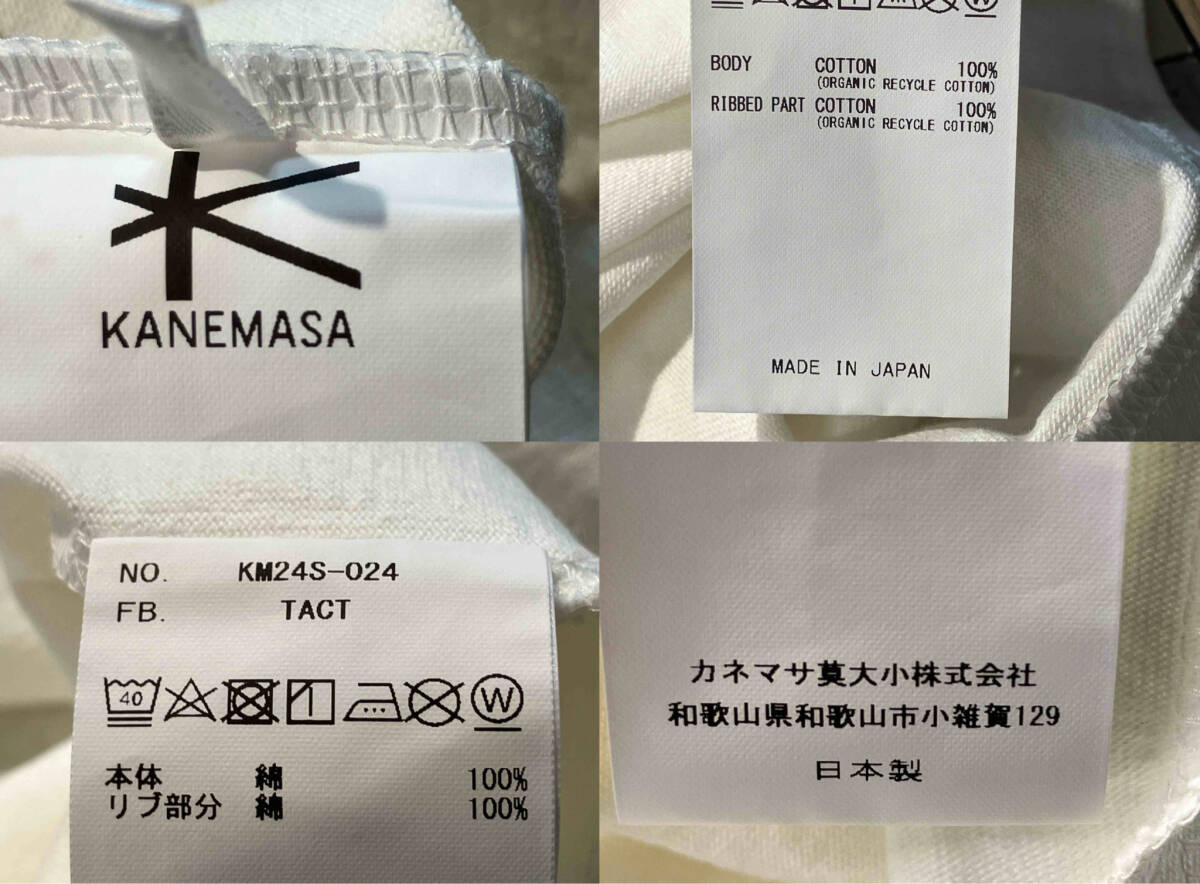 KANEMASA
BODY COTTON 100%
(ORGANIC RECYCLE COTTON)
RIBBED PART COTTON 100%
(ORGANIC RECYCLE COTTON)
MADE IN JAPAN
NO. KM24S-024
FB. TACT
40
W
本体 綿 100%
リブ部分 綿 100%
カネマサ莫大小株式会社
和歌山県和歌山市小雑賀129
日本製